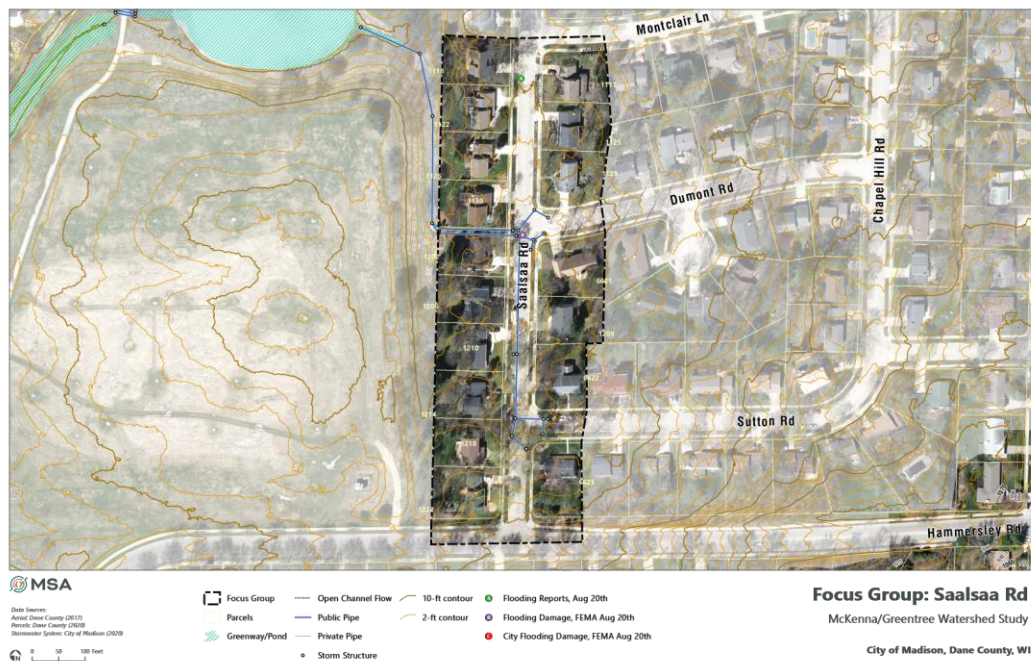 Montclair Ln
Chapel Hill Rd
Dumont Rd
Saalsaa Rd
1210
1218
Sutton Rd
Hammersley Rd
MSA
Data Sources:
Aerial: Dane County (2017)
Parcels: Dane County (2020)
Stormwater System: City of Madison (2020)
N 0 50 100 Feet
Focus Group
Parcels
Greenway/Pond
Open Channel Flow
Public Pipe
Private Pipe
Storm Structure
10-ft contour
2-ft contour
Flooding Reports, Aug 20th
Flooding Damage, FEMA Aug 20th
City Flooding Damage, FEMA Aug 20th
Focus Group: Saalsaa Rd
McKenna/Greentree Watershed Study
City of Madison, Dane County, WI